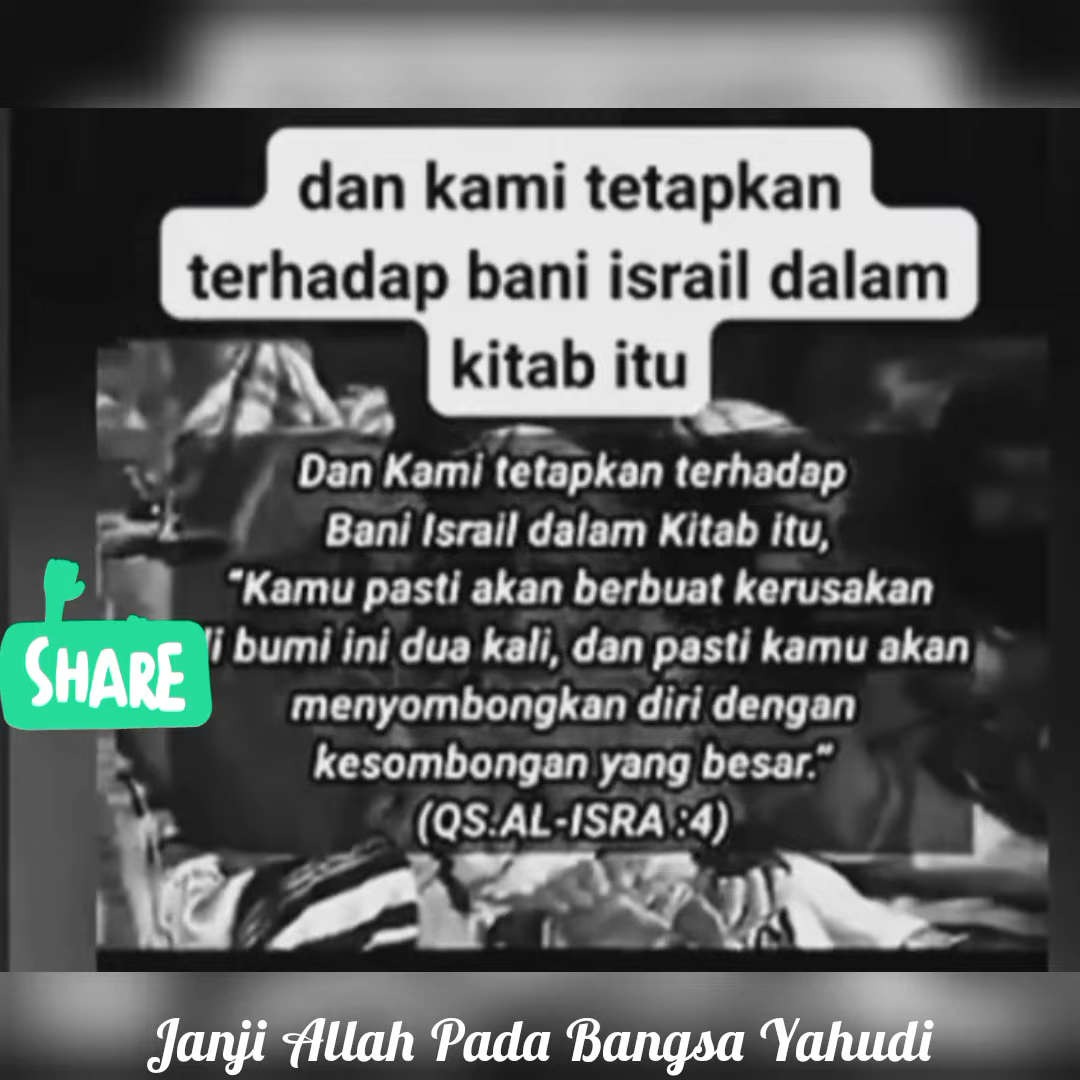 dan kami tetapkan
terhadap bani israil dalam
kitab itu
Dan Kami tetapkan terhadap
Bani Israil dalam Kitab itu,
"Kamu pasti akan berbuat kerusakan
i bumi ini dua kali, dan pasti kamu akan
menyombongkan diri dengan
kesombongan yang besar."
(QS.AL-ISRA :4)
SHARE
Janji Allah Pada Bangsa Yahudi